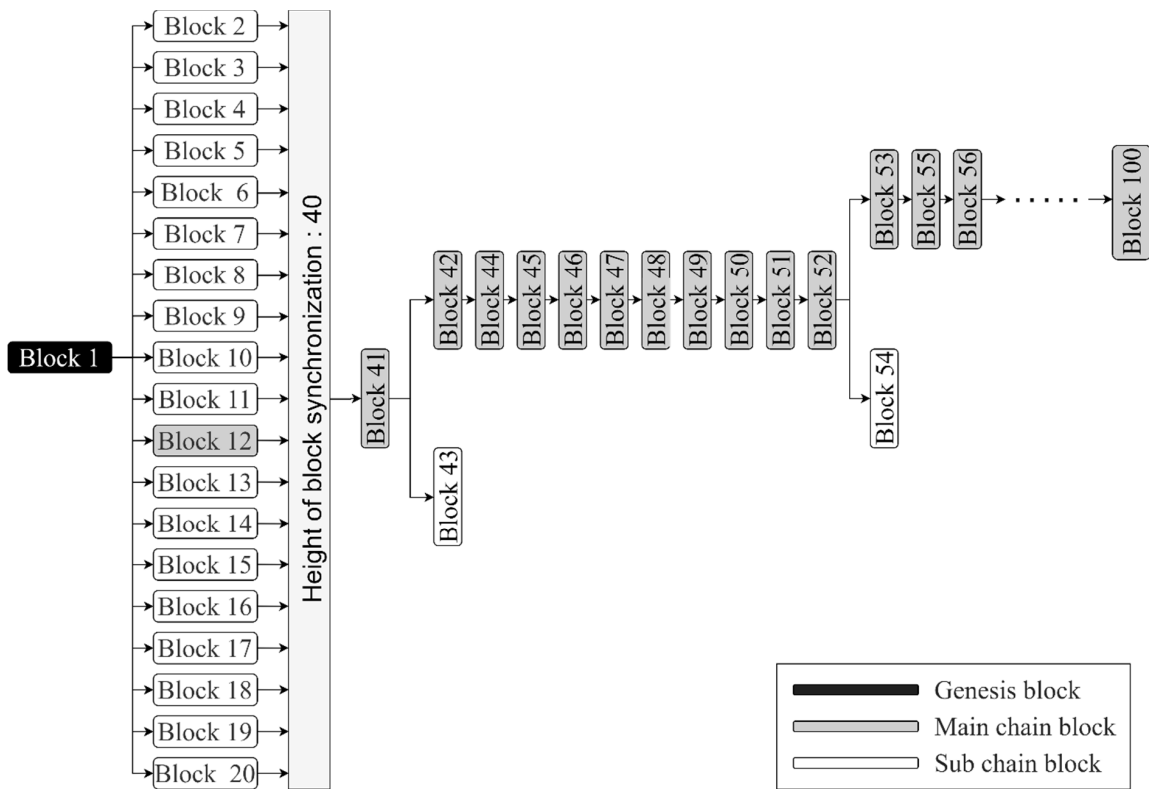 Block 1
Block 2
Block 3
Block 4
Block 5
Block 6
Block 7
Block 8
Block 9
Block 10
Block 11
Block 12
Block 13
Block 14
Block 15
Block 16
Block 17
Block 18
Block 19
Block 20
Height of block synchronization : 40
Block 41
Block 42
Block 44
Block 45
Block 46
Block 47
Block 48
Block 49
Block 50
Block 51
Block 52
Block 43
Block 53
Block 55
Block 56
. . . . .
Block 100
Block 54
Genesis block
Main chain block
Sub chain block